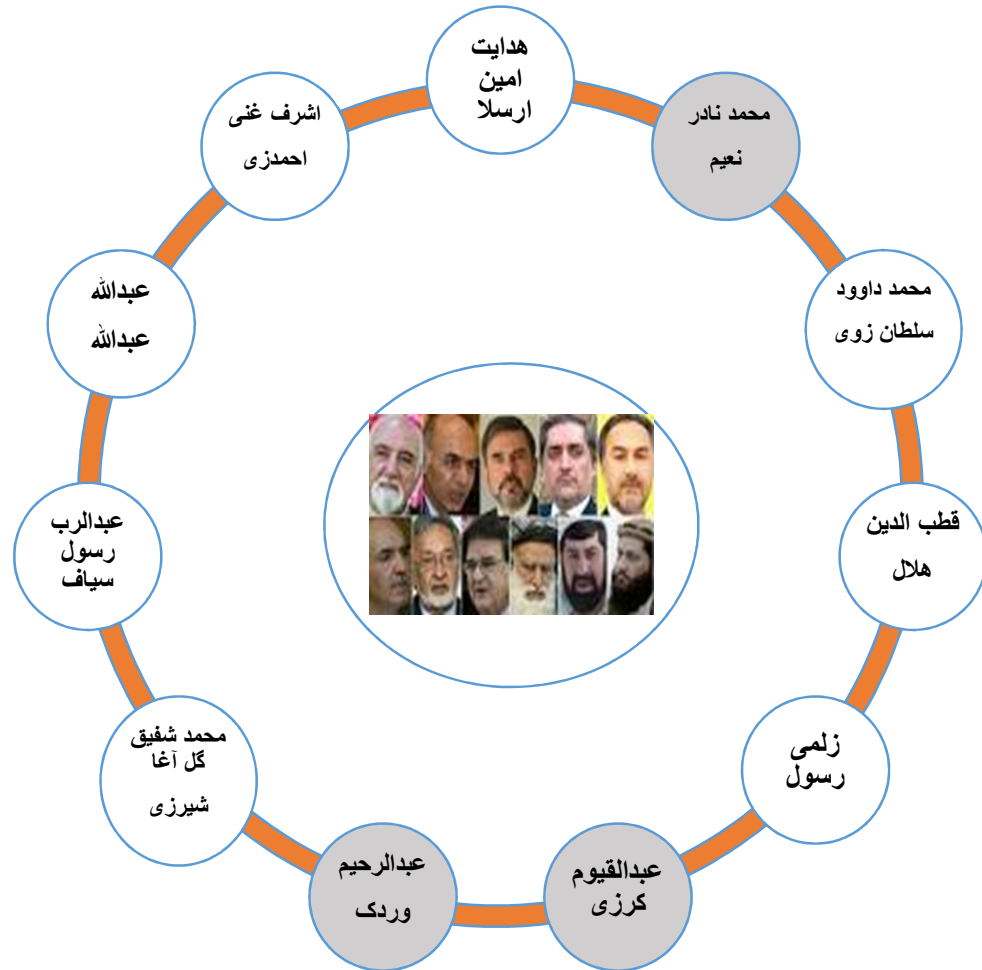 هدایت
امین
ارسلا
محمد نادر
نعیم
محمد داوود
سلطان زوی
قطب الدین
هلال
زلمی
رسول
عبدالقیوم
کرزی
عبدالرحیم
وردک
محمد شفیق
گل آغا
شیرزی
عبدالرب
رسول
سیاف
عبدالله
عبدالله
اشرف غنی
احمدزی